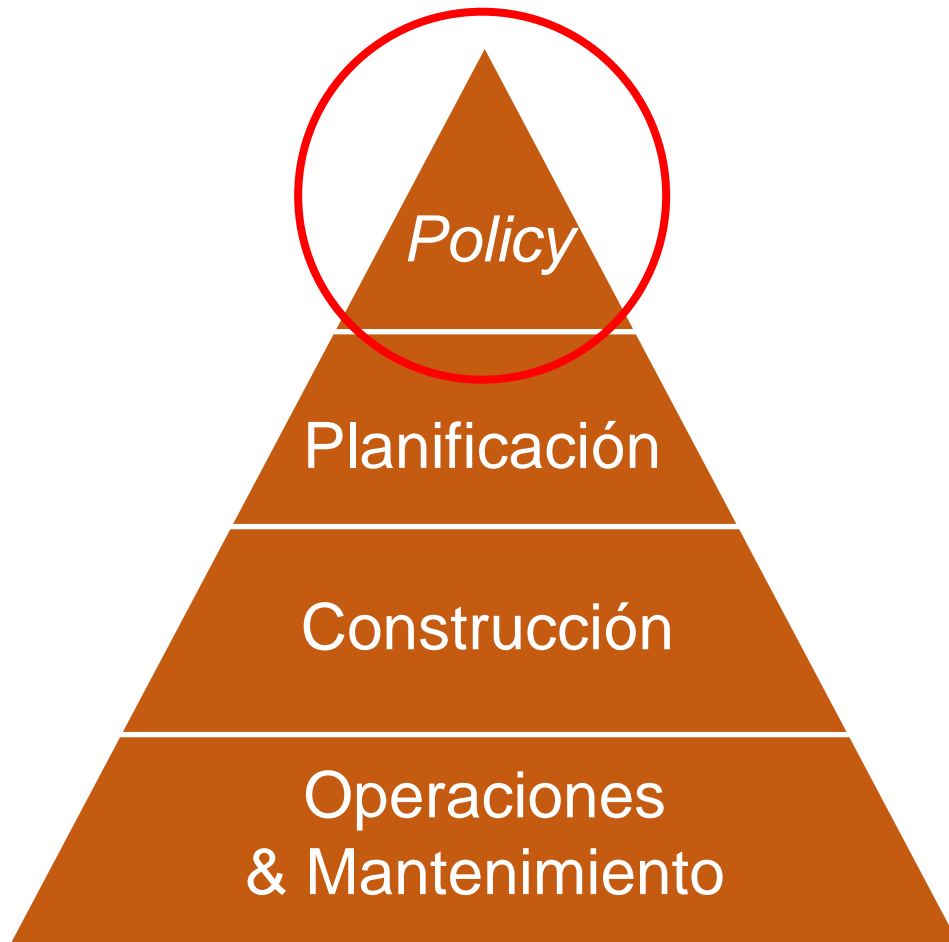 Policy
Planificación
Construcción
Operaciones
& Mantenimiento